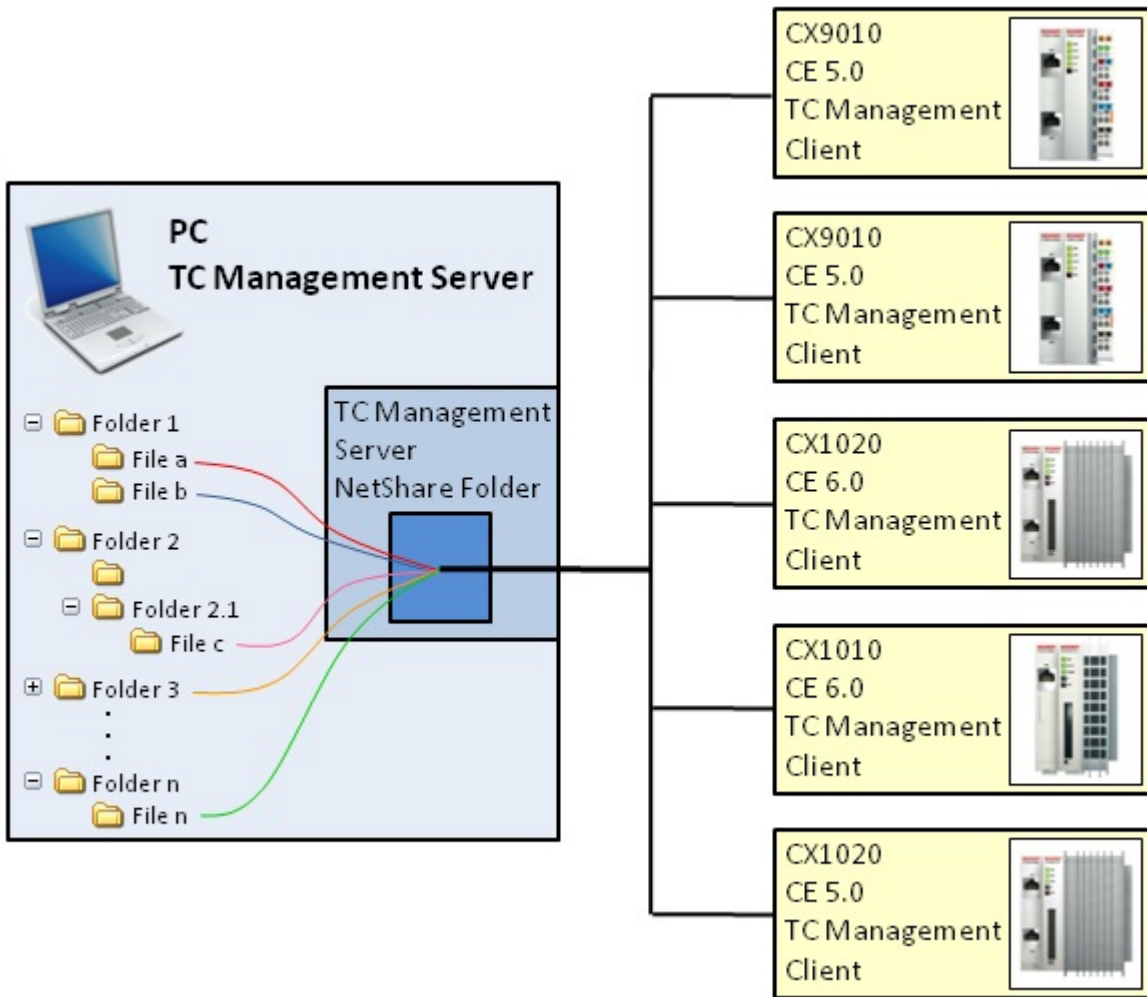 PC
TC Management Server
Folder 1
File a
File b
Folder 2
Folder 2.1
File c
Folder 3
Folder n
File n
TC Management
Server
NetShare Folder
CX9010
CE 5.0
TC Management
Client
CX9010
CE 5.0
TC Management
Client
CX1020
CE 6.0
TC Management
Client
CX1010
CE 6.0
TC Management
Client
CX1020
CE 5.0
TC Management
Client